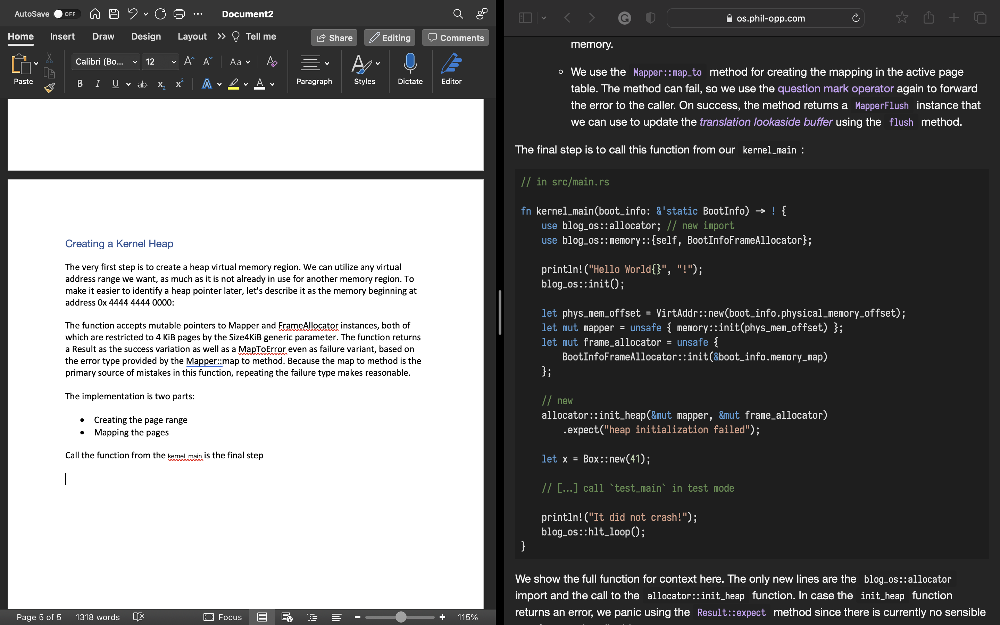 AutoSave OFF Document2
Home Insert Draw Design Layout Tell me Share Editing Comments
Paste Calibri (Bo... 12 Aa Paragraph Styles Dictate Editor
B I U ab x₂ x² A A
Creating a Kernel Heap
The very first step is to create a heap virtual memory region. We can utilize any virtual
address range we want, as much as it is not already in use for another memory region. To
make it easier to identify a heap pointer later, let's describe it as the memory beginning at
address 0x 4444 4444 0000:
The function accepts mutable pointers to Mapper and FrameAllocator instances, both of
which are restricted to 4 KiB pages by the Size4KiB generic parameter. The function returns
a Result as the success variation as well as a MapToError even as failure variant, based on
the error type provided by the Mapper::map to method. Because the map to method is the
primary source of mistakes in this function, repeating the failure type makes reasonable.
The implementation is two parts:
• Creating the page range
• Mapping the pages
Call the function from the kernel_main is the final step
Page 5 of 5 1318 words Focus 115%
os.phil-opp.com
memory.
◦ We use the Mapper::map_to method for creating the mapping in the active page
table. The method can fail, so we use the question mark operator again to forward
the error to the caller. On success, the method returns a MapperFlush instance that
we can use to update the translation lookaside buffer using the flush method.
The final step is to call this function from our kernel_main :
// in src/main.rs
fn kernel_main(boot_info: &'static BootInfo) -> ! {
use blog_os::allocator; // new import
use blog_os::memory::{self, BootInfoFrameAllocator};
println!("Hello World{}", "!");
blog_os::init();
let phys_mem_offset = VirtAddr::new(boot_info.physical_memory_offset);
let mut mapper = unsafe { memory::init(phys_mem_offset) };
let mut frame_allocator = unsafe {
BootInfoFrameAllocator::init(&boot_info.memory_map)
};
// new
allocator::init_heap(&mut mapper, &mut frame_allocator)
.expect("heap initialization failed");
let x = Box::new(41);
// […] call `test_main` in test mode
println!("It did not crash!");
blog_os::hlt_loop();
}
We show the full function for context here. The only new lines are the blog_os::allocator
import and the call to the allocator::init_heap function. In case the init_heap function
returns an error, we panic using the Result::expect method since there is currently no sensible